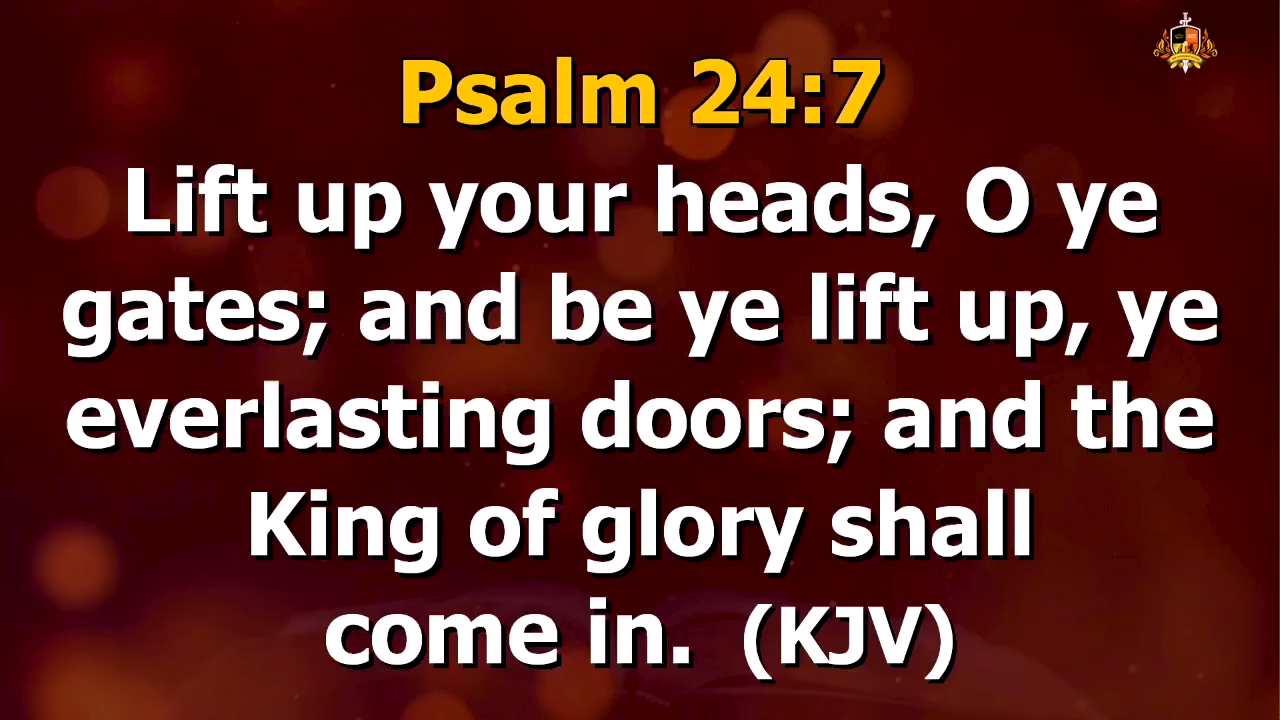 Psalm 24:7
Lift up your heads, O ye
gates; and be ye lift up, ye
everlasting doors; and the
King of glory shall
come in.  (KJV)